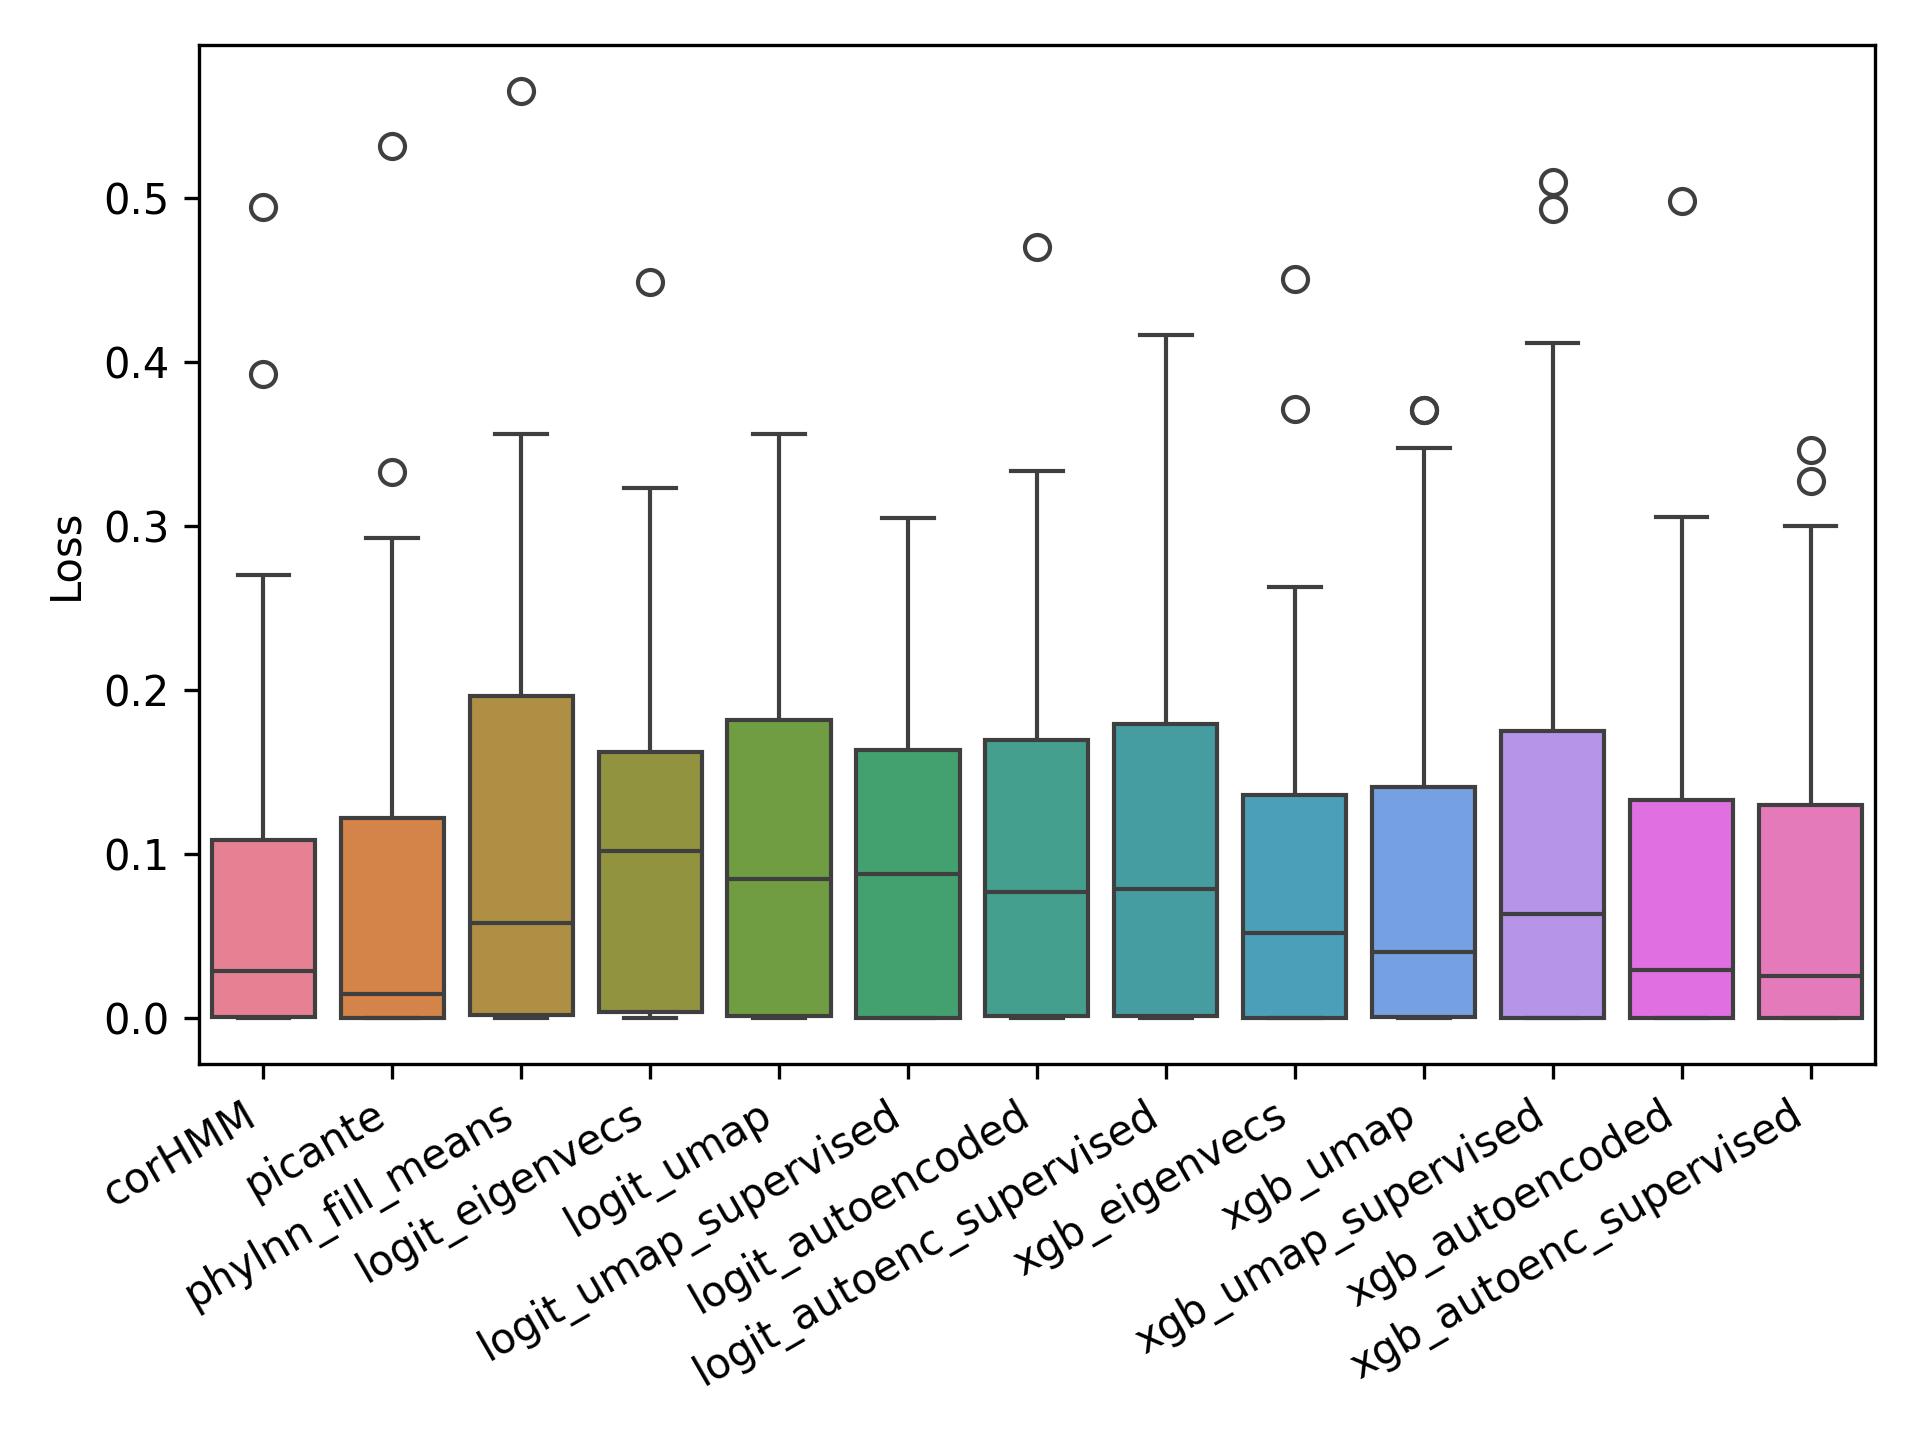 Loss
0.5
0.4
0.3
0.2
0.1
0.0
corHMM
picante
phylnn_fill_means
logit_eigenvecs
logit_umap
logit_umap_supervised
logit_autoencoded
logit_autoenc_supervised
xgb_eigenvecs
xgb_umap
xgb_umap_supervised
xgb_autoencoded
xgb_autoenc_supervised